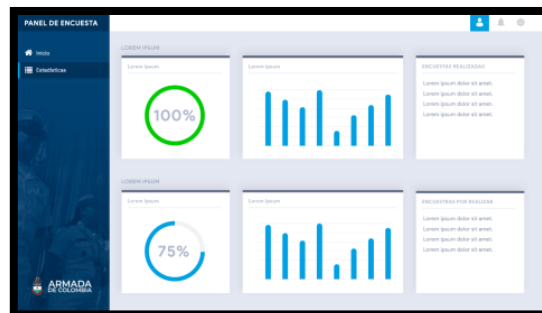 PANEL DE ENCUESTA
Inicio
Estadísticas
LOREM IPSUM
Lorem Ipsum
100%
Lorem Ipsum
ENCUESTAS REALIZADAS
Lorem ipsum dolor sit amet.
Lorem ipsum dolor sit amet.
Lorem ipsum dolor sit amet.
Lorem ipsum dolor sit amet.
LOREM IPSUM
Lorem Ipsum
75%
Lorem Ipsum
ENCUESTRAS POR REALIZAR
Lorem ipsum dolor sit amet.
Lorem ipsum dolor sit amet.
Lorem ipsum dolor sit amet.
Lorem ipsum dolor sit amet.
ARMADA
DE COLOMBIA